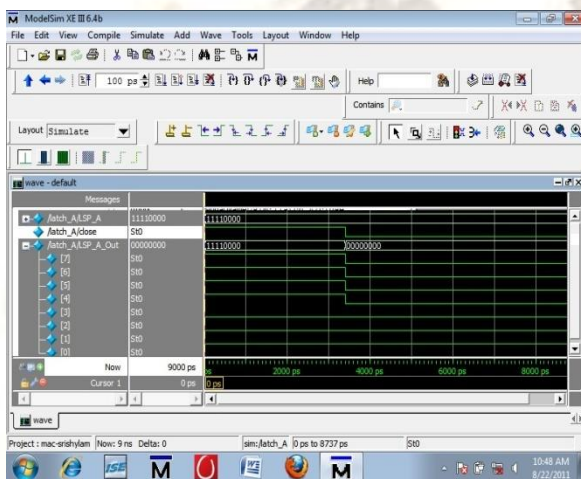 ModelSim XE III 6.4b
File Edit View Compile Simulate Add Wave Tools Layout Window Help
100 ps
Help
Contains
Layout Simulate
wave - default
Messages
/latch_A/LSP_A 11110000 11110000
/latch_A/close St0
/latch_A/LSP_A_Out 00000000 11110000 00000000
[7] St0
[6] St0
[5] St0
[4] St0
[3] St0
[2] St0
[1] St0
[0] St0
Now 9000 ps ps 2000 ps 4000 ps 6000 ps 8000 ps
Cursor 1 0 ps 0 ps
wave
Project : mac-srishylam Now: 9 ns Delta: 0 sim:/latch_A 0 ps to 8737 ps St0
ISE M W M 10:48 AM
8/22/2011